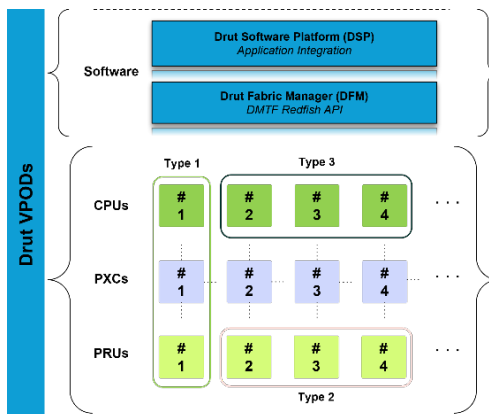 Drut VPODs
Software
Drut Software Platform (DSP)
Application Integration
Drut Fabric Manager (DFM)
DMTF Redfish API
Type 1
Type 3
CPUs
# 1
# 2
# 3
# 4
. . .
PXCs
# 1
# 2
# 3
# 4
. . .
PRUs
# 1
# 2
# 3
# 4
. . .
Type 2